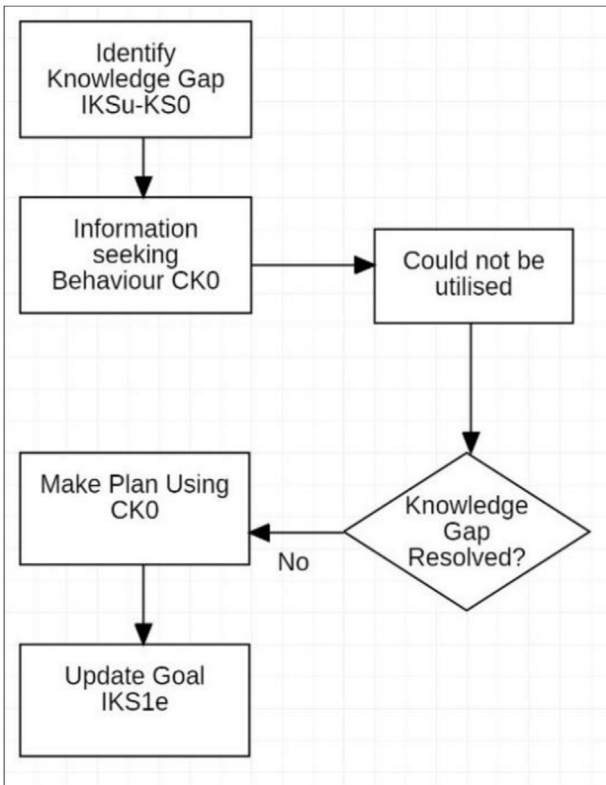 Identify
Knowledge Gap
IKSu-KS0
Information
seeking
Behaviour CK0
Could not be
utilised
Knowledge
Gap
Resolved?
No
Make Plan Using
CK0
Update Goal
IKS1e